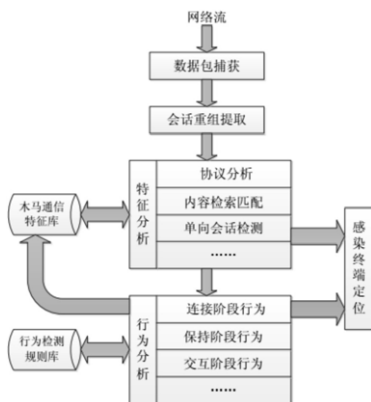 网络流
数据包捕获
会话重组提取
特征分析
协议分析
内容检索匹配
单向会话检测
......
木马通信
特征库
感染终端定位
行为分析
连接阶段行为
保持阶段行为
交互阶段行为
......
行为检测
规则库